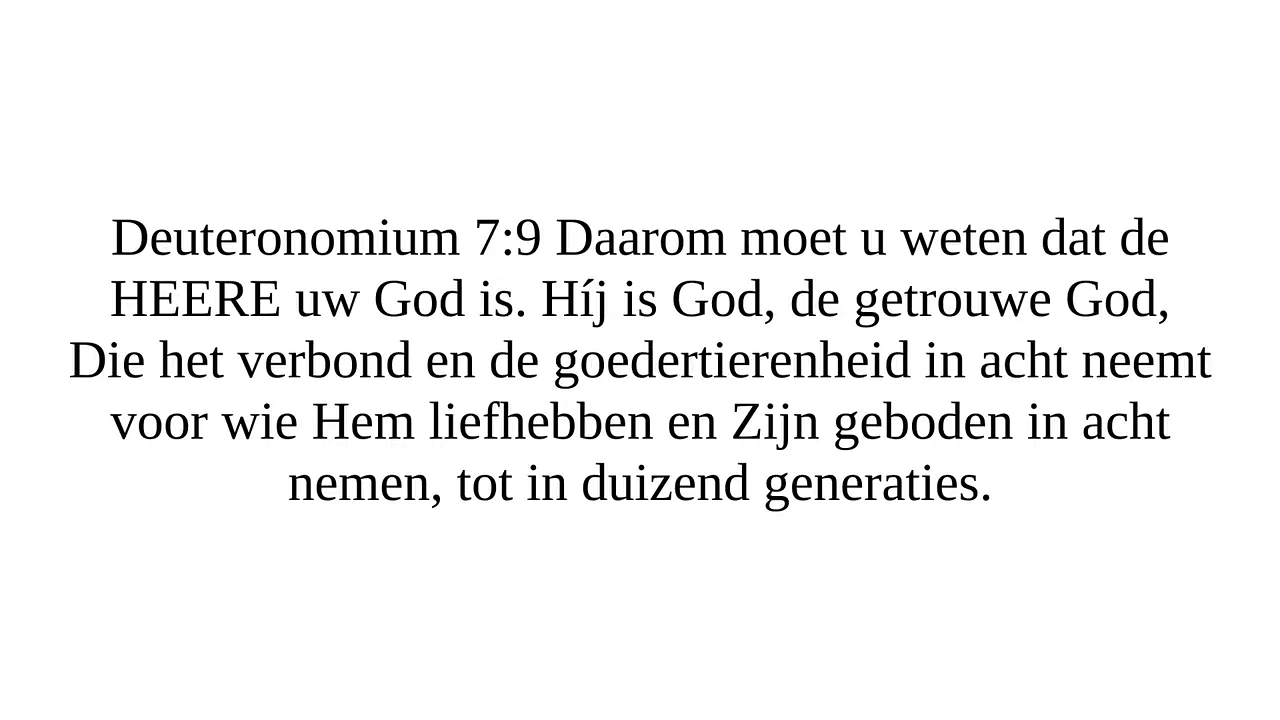 Deuteronomium 7:9 Daarom moet u weten dat de
HEERE uw God is. Híj is God, de getrouwe God,
Die het verbond en de goedertierenheid in acht neemt
voor wie Hem liefhebben en Zijn geboden in acht
nemen, tot in duizend generaties.